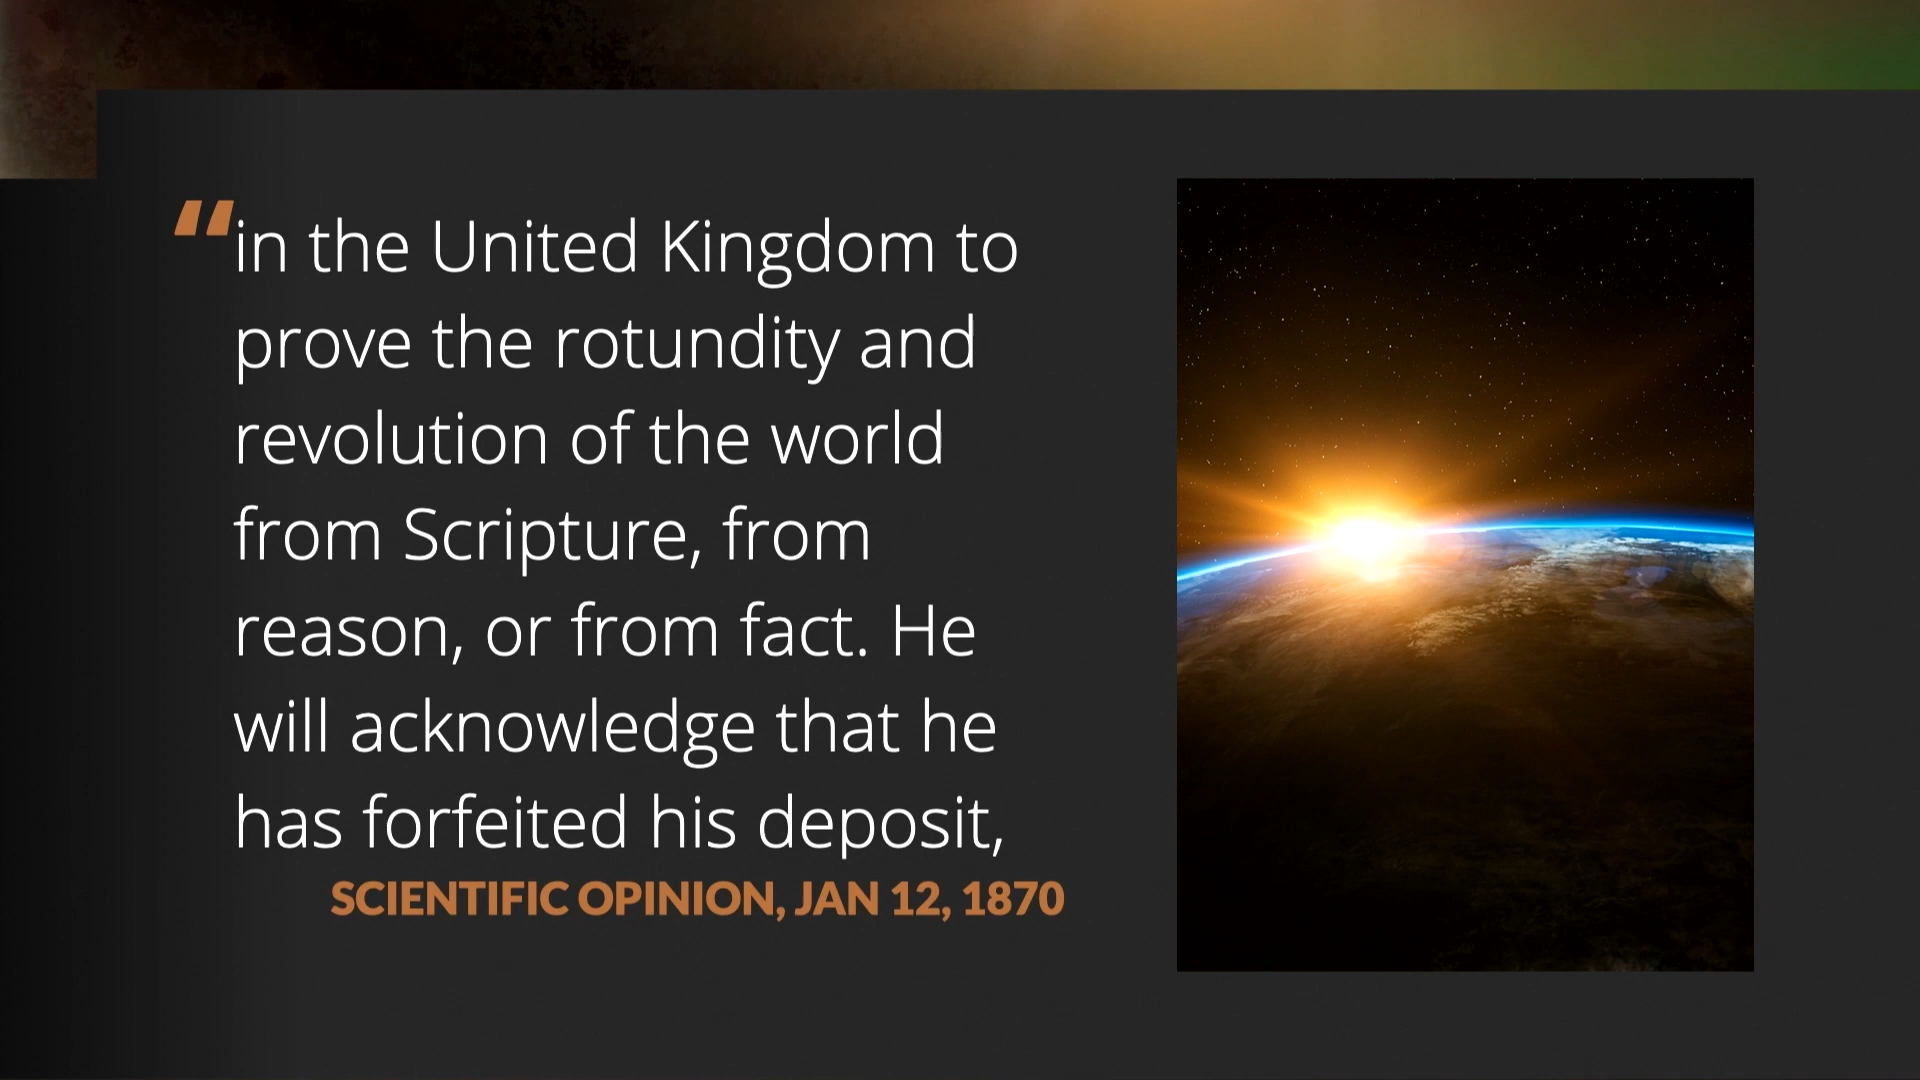 “in the United Kingdom to
prove the rotundity and
revolution of the world
from Scripture, from
reason, or from fact. He
will acknowledge that he
has forfeited his deposit,
SCIENTIFIC OPINION, JAN 12, 1870